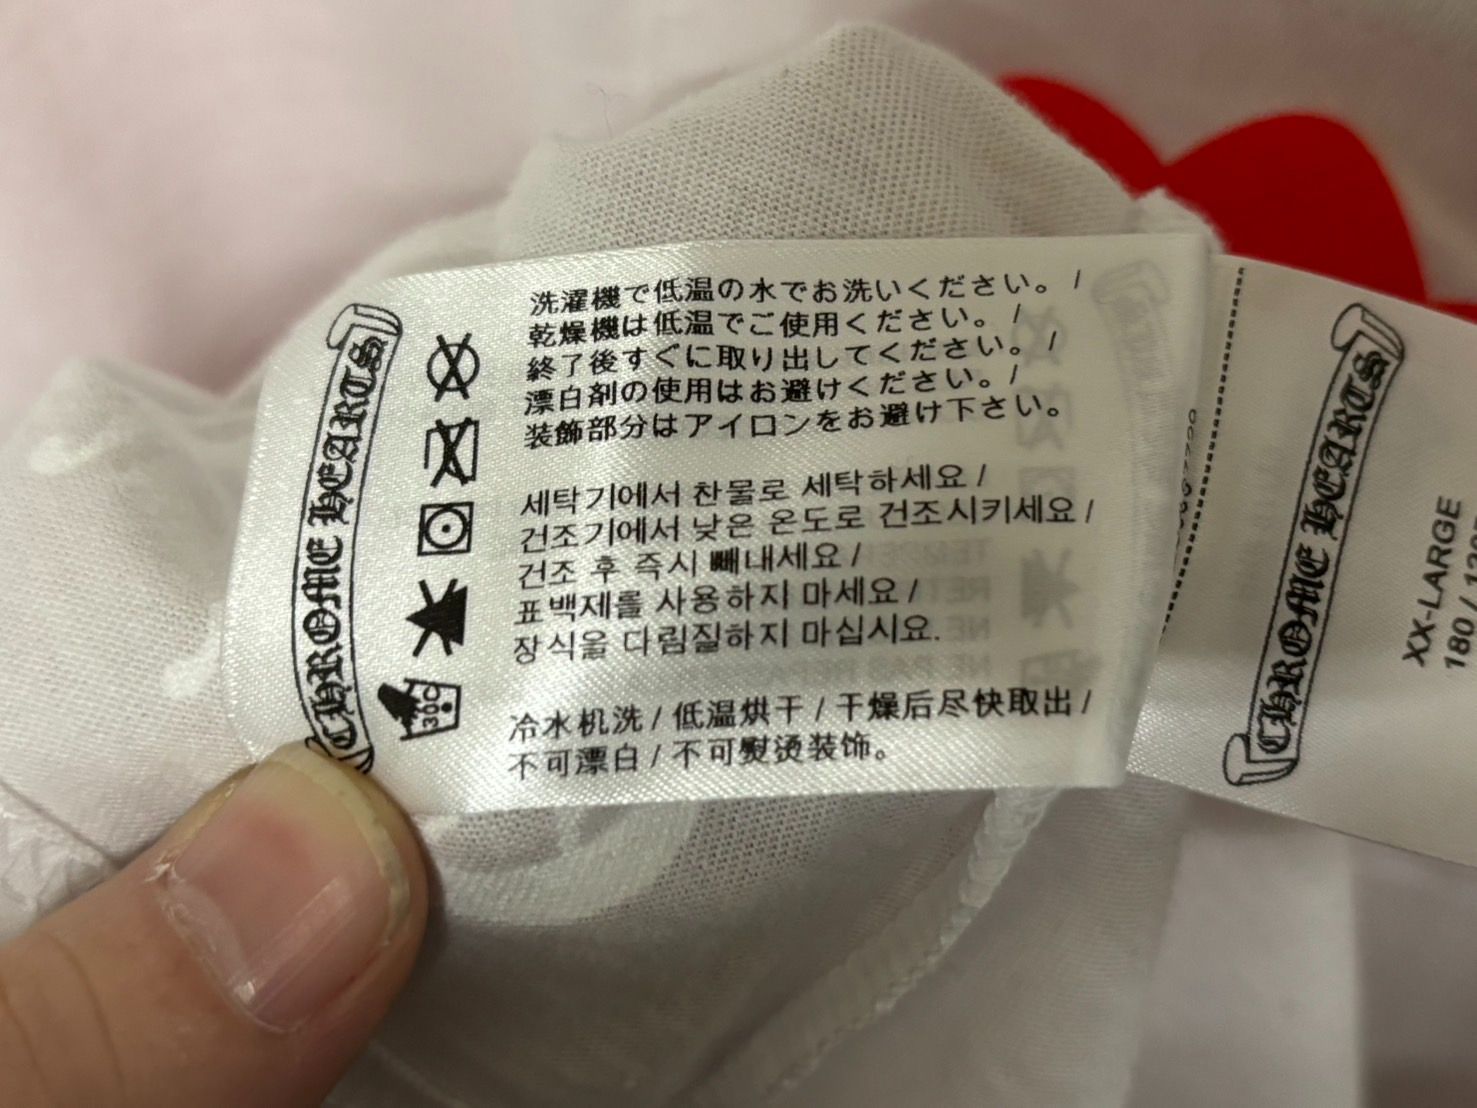 CHROME HEARTS
洗濯機で低温の水でお洗いください。/
乾燥機は低温でご使用ください。/
終了後すぐに取り出してください。/
漂白剤の使用はお避けください。/
装飾部分はアイロンをお避け下さい。
세탁기에서 찬물로 세탁하세요 /
건조기에서 낮은 온도로 건조시키세요 /
건조 후 즉시 빼내세요 /
표백제를 사용하지 마세요 /
장식을 다림질하지 마십시요.
冷水机洗 / 低温烘干 / 干燥后尽快取出 /
不可漂白 / 不可熨烫装饰。
30C
CHROME HEARTS
XX-LARGE
180 /